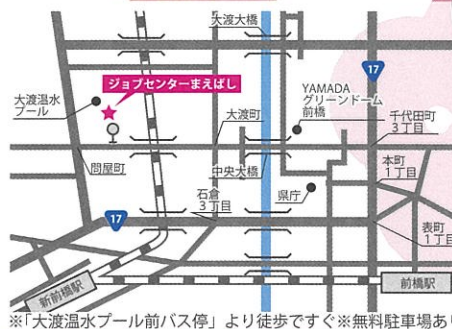 大渡大橋
17
YAMADA
グリーンドーム
前橋
ジョブセンターまえばし
大渡温水
プール
大渡町
千代田町
3丁目
問屋町
中央大橋
本町
1丁目
石倉
3丁目
県庁
17
表町
1丁目
新前橋駅
前橋駅
※「大渡温水プール前バス停」より徒歩ですぐ※無料駐車場あり